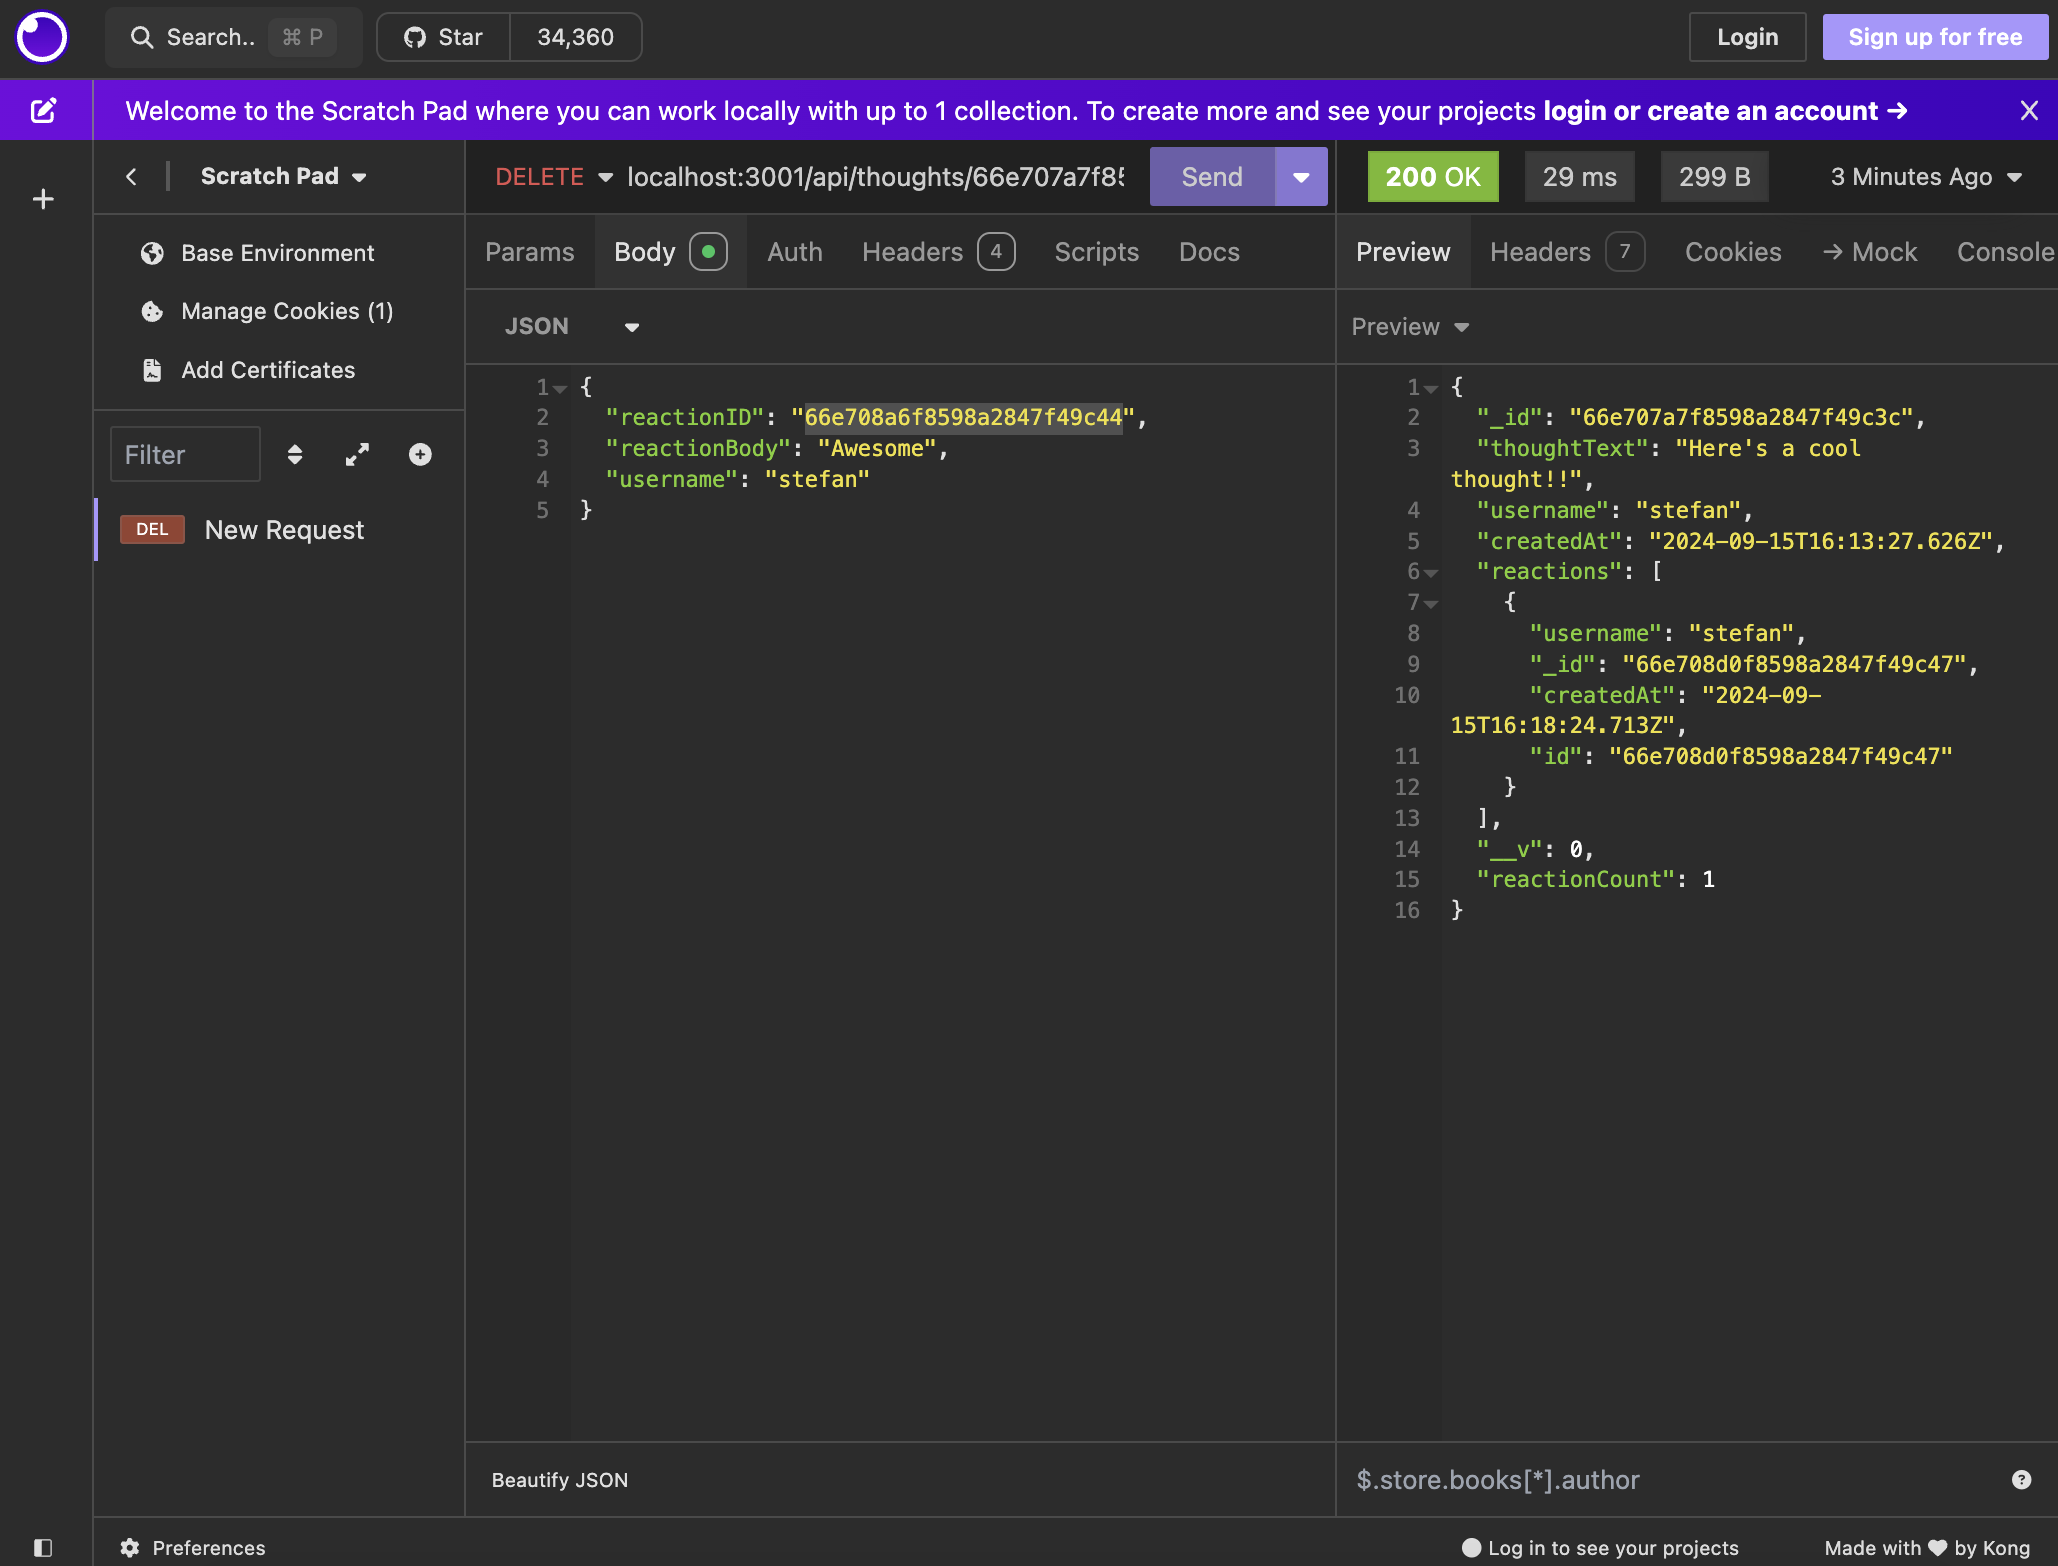 Search.. ⌘ P Star 34,360 Login Sign up for free
Welcome to the Scratch Pad where you can work locally with up to 1 collection. To create more and see your projects login or create an account → X
Scratch Pad
Base Environment
Manage Cookies (1)
Add Certificates
Filter
DEL New Request
DELETE localhost:3001/api/thoughts/66e707a7f85 Send
Params Body Auth Headers 4 Scripts Docs
JSON
1 {
2 "reactionID": "66e708a6f8598a2847f49c44",
3 "reactionBody": "Awesome",
4 "username": "stefan"
5 }
Beautify JSON
200 OK 29 ms 299 B 3 Minutes Ago
Preview Headers 7 Cookies → Mock Console
Preview
1 {
2 "_id": "66e707a7f8598a2847f49c3c",
3 "thoughtText": "Here's a cool
thought!!",
4 "username": "stefan",
5 "createdAt": "2024-09-15T16:13:27.626Z",
6 "reactions": [
7 {
8 "username": "stefan",
9 "_id": "66e708d0f8598a2847f49c47",
10 "createdAt": "2024-09-
15T16:18:24.713Z",
11 "id": "66e708d0f8598a2847f49c47"
12 }
13 ],
14 "__v": 0,
15 "reactionCount": 1
16 }
$.store.books[*].author ?
Preferences Log in to see your projects Made with ♥ by Kong